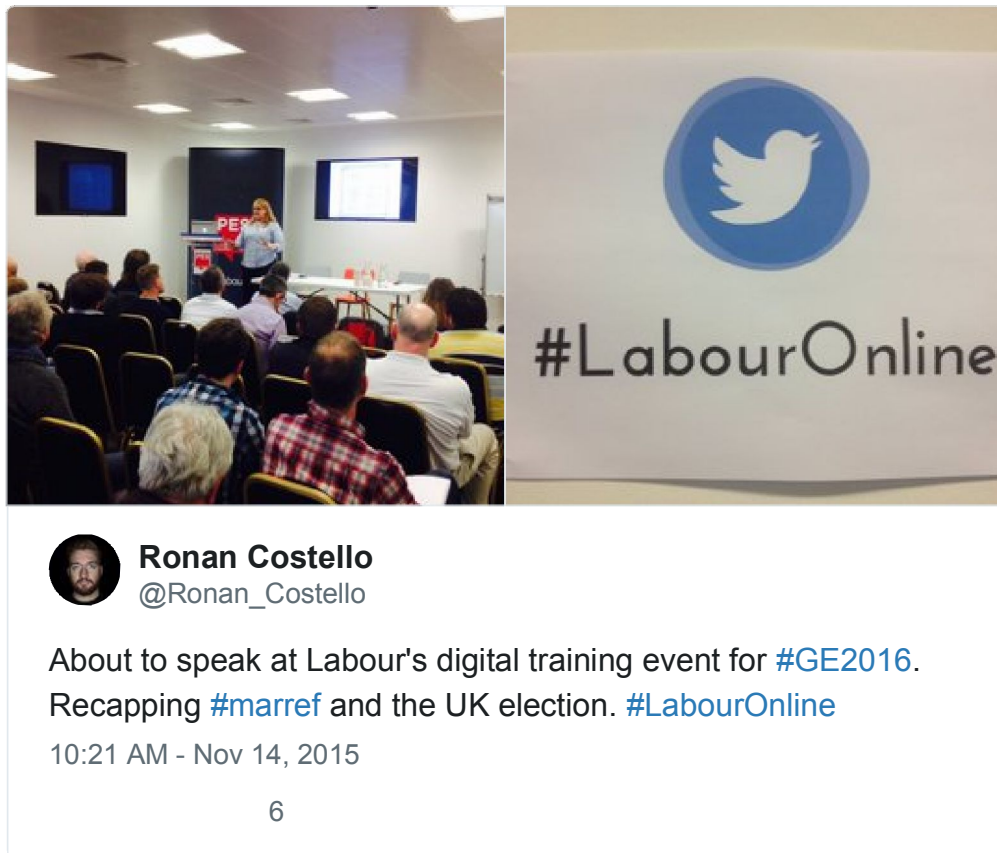 PES
#LabourOnline
Ronan Costello
@Ronan_Costello
About to speak at Labour's digital training event for #GE2016.
Recapping #marref and the UK election. #LabourOnline
10:21 AM - Nov 14, 2015
6